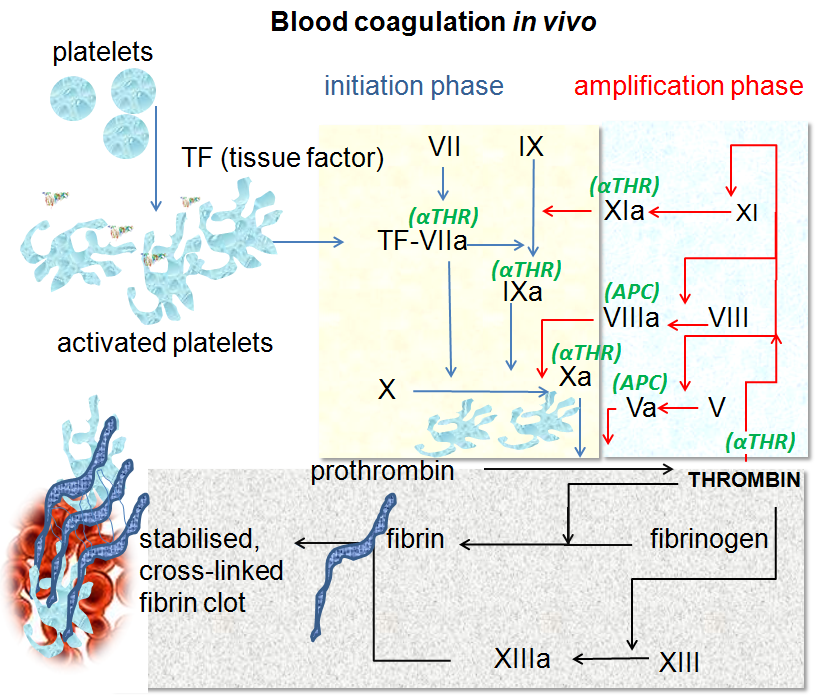 Blood coagulation in vivo
platelets
initiation phase
amplification phase
TF (tissue factor)
VII
IX
(αTHR)
XIa
XI
(αTHR)
TF-VIIa
(αTHR)
IXa
(APC)
VIIIa
VIII
activated platelets
(αTHR)
Xa
X
(APC)
Va
V
(αTHR)
prothrombin
THROMBIN
stabilised,
cross-linked
fibrin clot
fibrin
fibrinogen
XIIIa
XIII